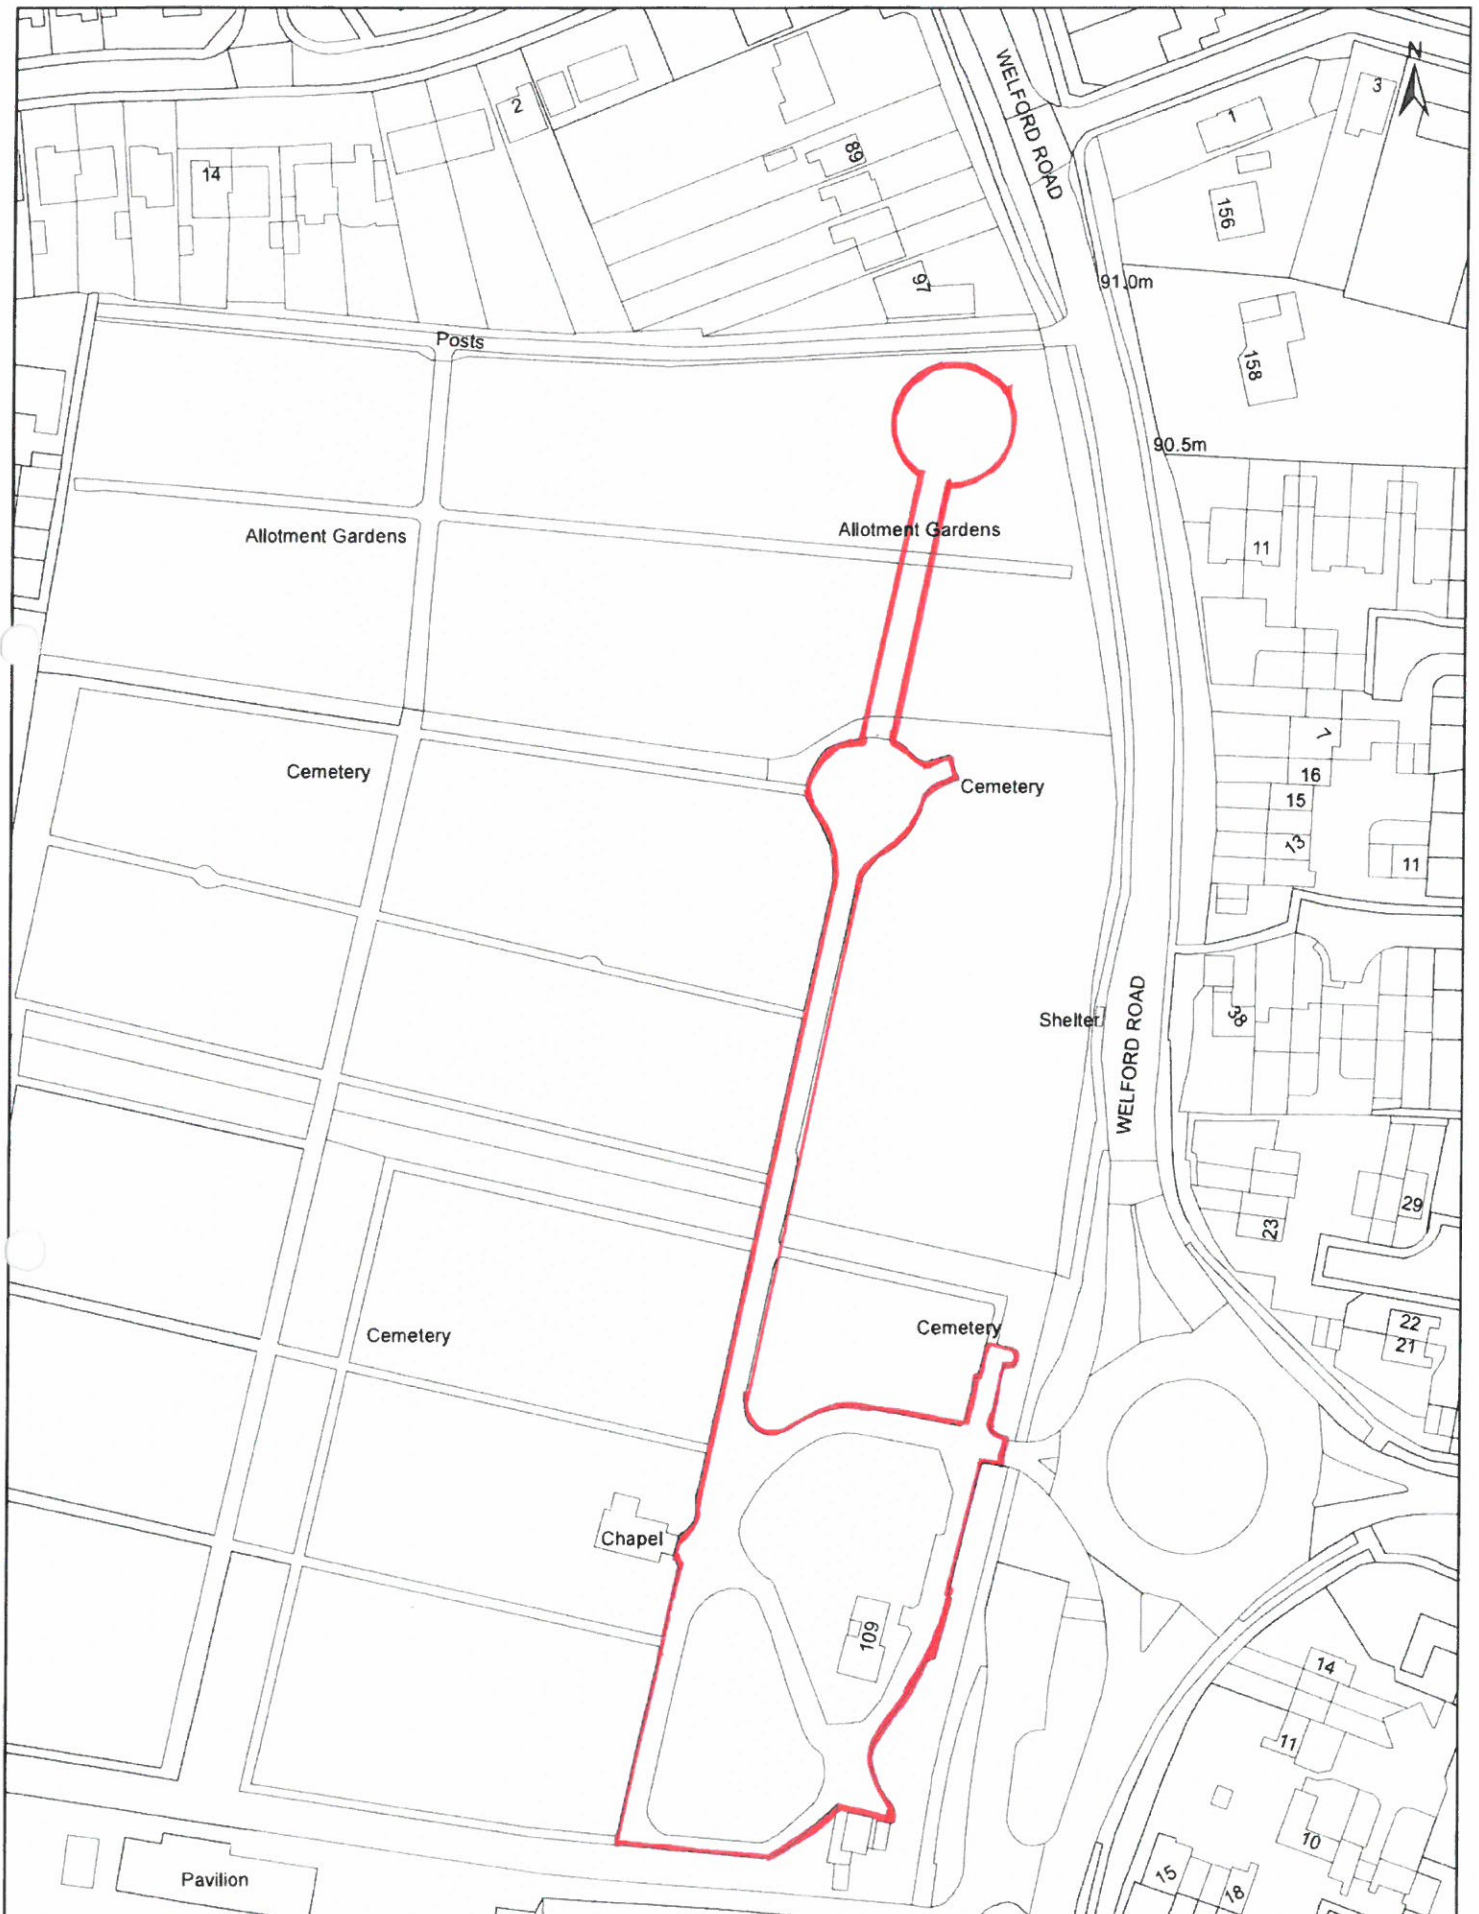 WELFORD ROAD
N
3
2
1
89
14
156
97
91.0m
Posts
158
90.5m
Allotment Gardens
Allotment Gardens
11
7
Cemetery
16
Cemetery
15
13
11
38
Shelter
WELFORD ROAD
29
23
22
Cemetery
Cemetery
21
Chapel
109
14
11
10
Pavilion
15
18